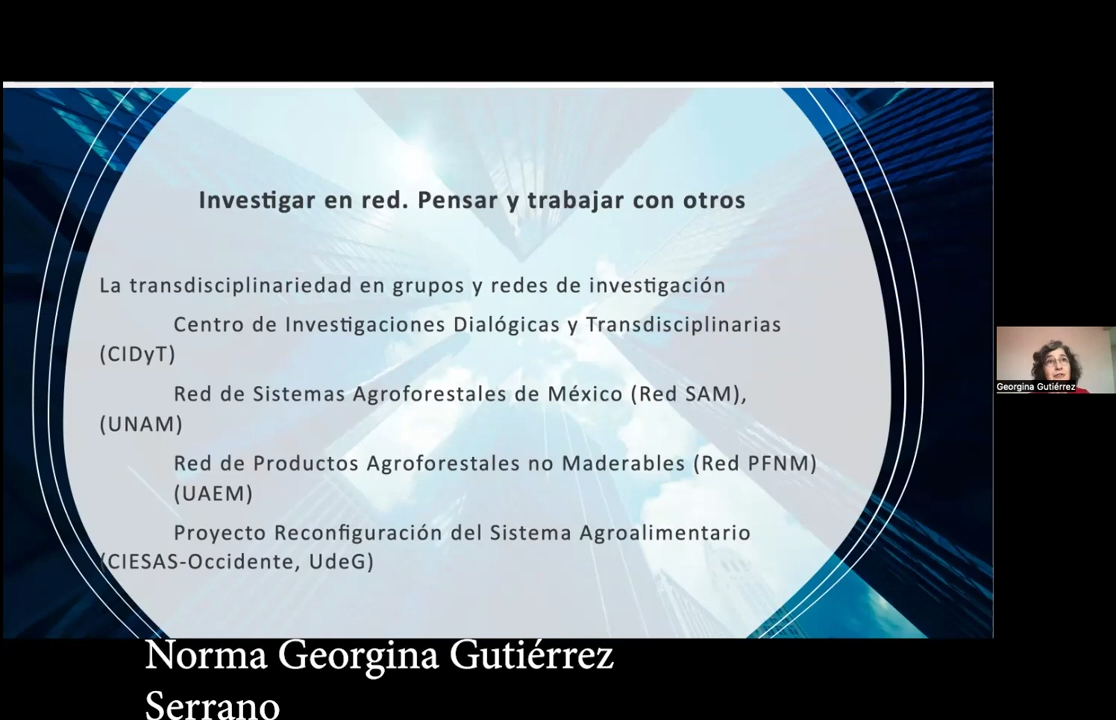 Investigar en red. Pensar y trabajar con otros
La transdisciplinariedad en grupos y redes de investigación
Centro de Investigaciones Dialógicas y Transdisciplinarias
(CIDyT)
Red de Sistemas Agroforestales de México (Red SAM),
(UNAM)
Red de Productos Agroforestales no Maderables (Red PFNM)
(UAEM)
Proyecto Reconfiguración del Sistema Agroalimentario
(CIESAS-Occidente, UdeG)
Georgina Gutiérrez
Norma Georgina Gutiérrez
Serrano